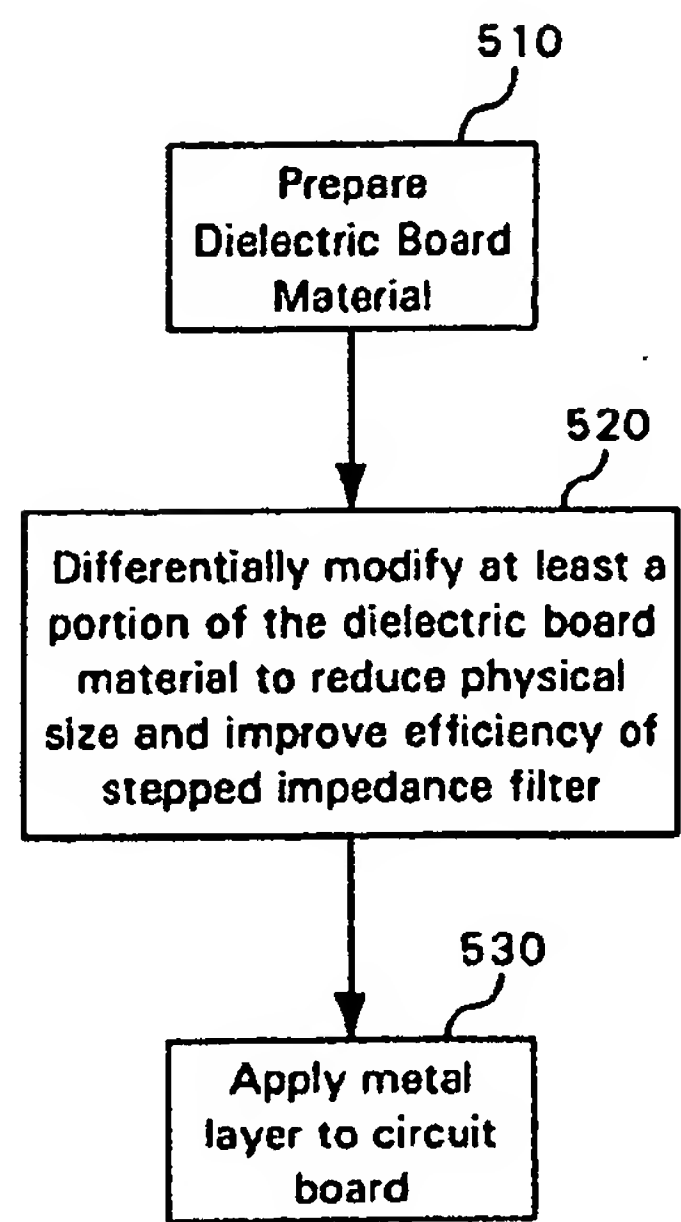 510
Prepare
Dielectric Board
Material
520
Differentially modify at least a
portion of the dielectric board
material to reduce physical
size and improve efficiency of
stepped impedance filter
530
Apply metal
layer to circuit
board